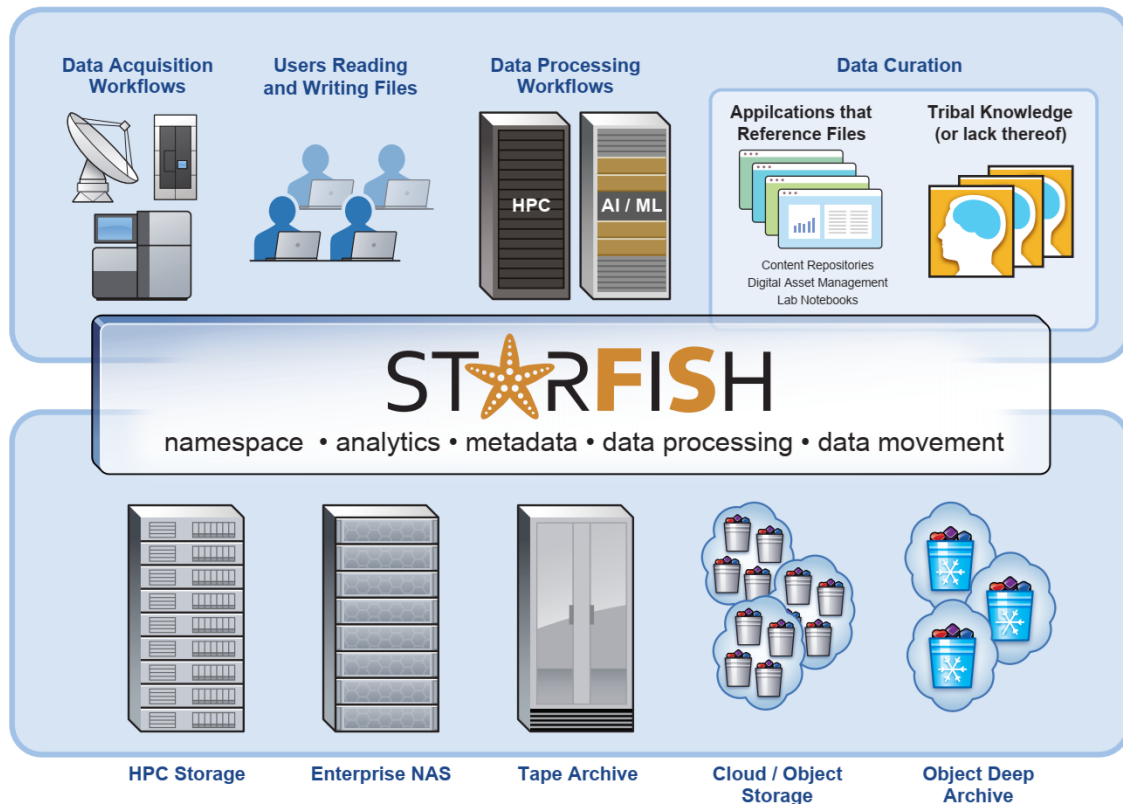 Data Acquisition
Workflows
Users Reading
and Writing Files
Data Processing
Workflows
HPC
AI / ML
Data Curation
Applcations that
Reference Files
Content Repositories
Digital Asset Management
Lab Notebooks
Tribal Knowledge
(or lack thereof)
STARFISH
namespace • analytics • metadata • data processing • data movement
HPC Storage
Enterprise NAS
Tape Archive
Cloud / Object
Storage
Object Deep
Archive